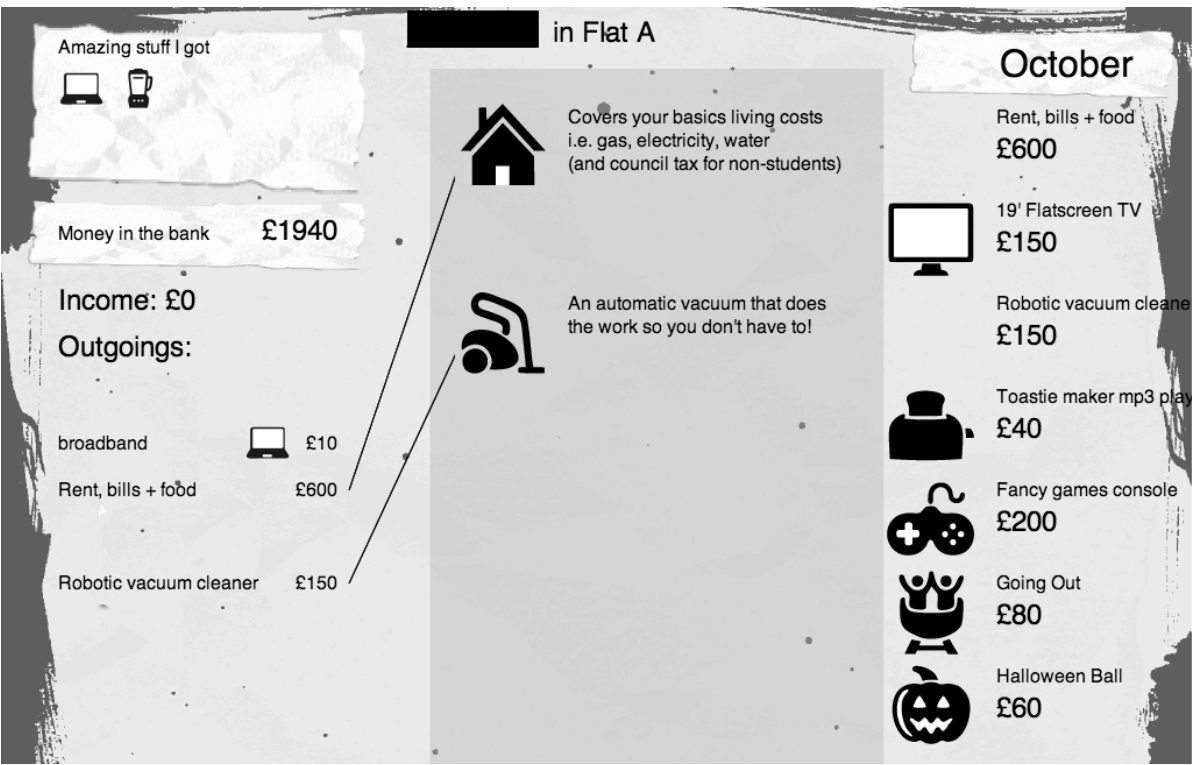 Amazing stuff I got
Money in the bank £1940
Income: £0
Outgoings:
broadband £10
Rent, bills + food £600
Robotic vacuum cleaner £150
in Flat A
Covers your basics living costs
i.e. gas, electricity, water
(and council tax for non-students)
An automatic vacuum that does
the work so you don't have to!
October
Rent, bills + food
£600
19' Flatscreen TV
£150
Robotic vacuum cleane
£150
Toastie maker mp3 play
£40
Fancy games console
£200
Going Out
£80
Halloween Ball
£60